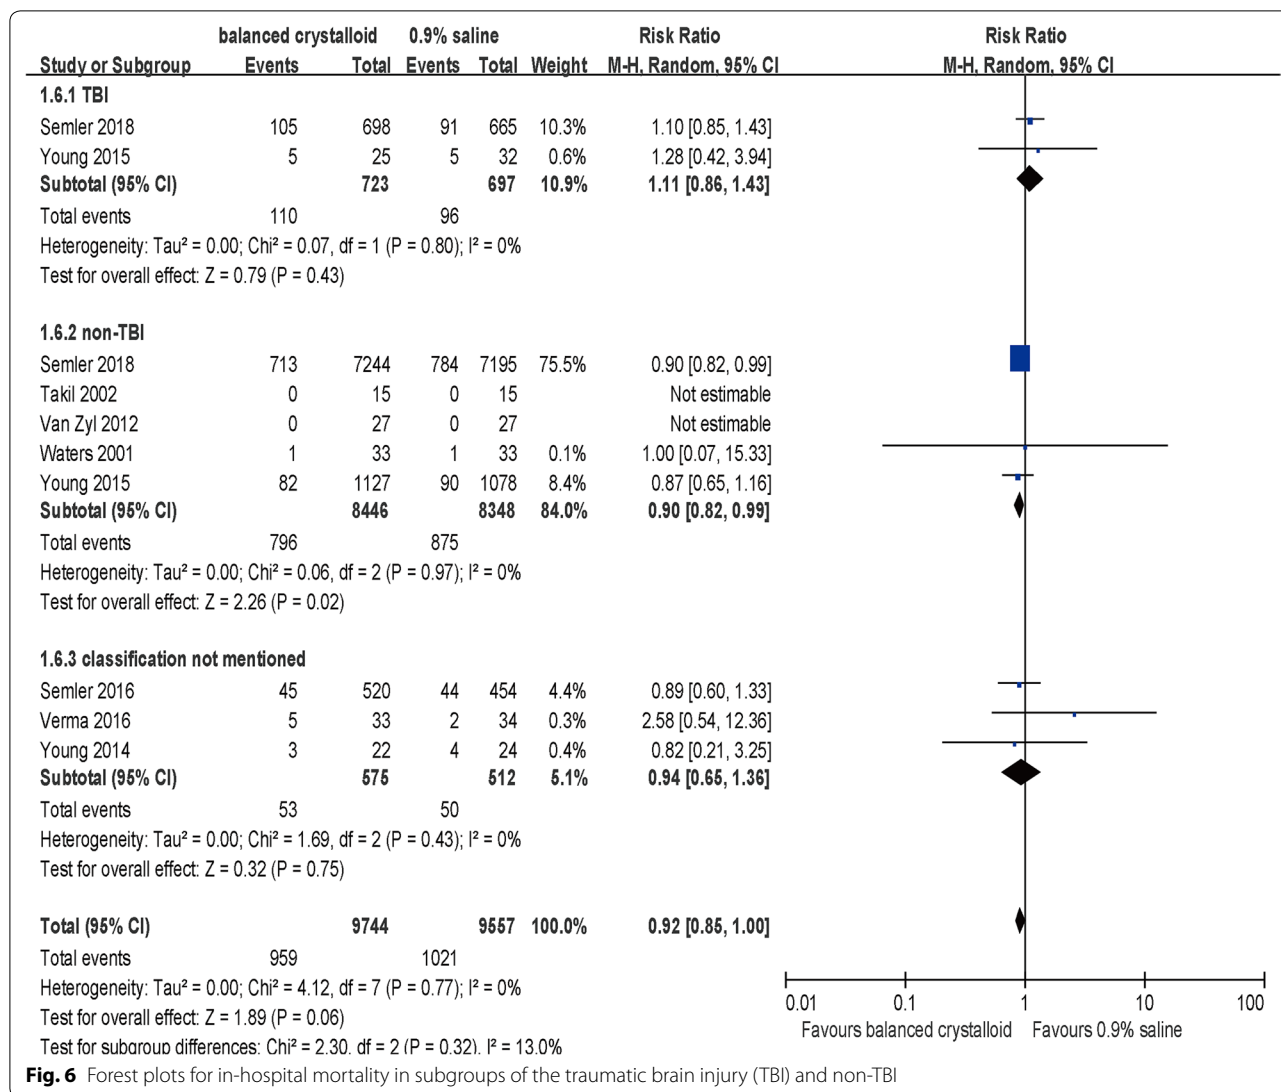 balanced crystalloid 0.9% saline Risk Ratio Risk Ratio
Study or Subgroup Events Total Events Total Weight M-H, Random, 95% CI M-H, Random, 95% CI
1.6.1 TBI
Semler 2018 105 698 91 665 10.3% 1.10 [0.85, 1.43]
Young 2015 5 25 5 32 0.6% 1.28 [0.42, 3.94]
Subtotal (95% CI) 723 697 10.9% 1.11 [0.86, 1.43]
Total events 110 96
Heterogeneity: Tau² = 0.00; Chi² = 0.07, df = 1 (P = 0.80); I² = 0%
Test for overall effect: Z = 0.79 (P = 0.43)
1.6.2 non-TBI
Semler 2018 713 7244 784 7195 75.5% 0.90 [0.82, 0.99]
Takil 2002 0 15 0 15 Not estimable
Van Zyl 2012 0 27 0 27 Not estimable
Waters 2001 1 33 1 33 0.1% 1.00 [0.07, 15.33]
Young 2015 82 1127 90 1078 8.4% 0.87 [0.65, 1.16]
Subtotal (95% CI) 8446 8348 84.0% 0.90 [0.82, 0.99]
Total events 796 875
Heterogeneity: Tau² = 0.00; Chi² = 0.06, df = 2 (P = 0.97); I² = 0%
Test for overall effect: Z = 2.26 (P = 0.02)
1.6.3 classification not mentioned
Semler 2016 45 520 44 454 4.4% 0.89 [0.60, 1.33]
Verma 2016 5 33 2 34 0.3% 2.58 [0.54, 12.36]
Young 2014 3 22 4 24 0.4% 0.82 [0.21, 3.25]
Subtotal (95% CI) 575 512 5.1% 0.94 [0.65, 1.36]
Total events 53 50
Heterogeneity: Tau² = 0.00; Chi² = 1.69, df = 2 (P = 0.43); I² = 0%
Test for overall effect: Z = 0.32 (P = 0.75)
Total (95% CI) 9744 9557 100.0% 0.92 [0.85, 1.00]
Total events 959 1021
Heterogeneity: Tau² = 0.00; Chi² = 4.12, df = 7 (P = 0.77); I² = 0%
Test for overall effect: Z = 1.89 (P = 0.06)
Test for subgroup differences: Chi² = 2.30, df = 2 (P = 0.32), I² = 13.0%
0.01 0.1 1 10 100
Favours balanced crystalloid Favours 0.9% saline
Fig. 6 Forest plots for in-hospital mortality in subgroups of the traumatic brain injury (TBI) and non-TBI